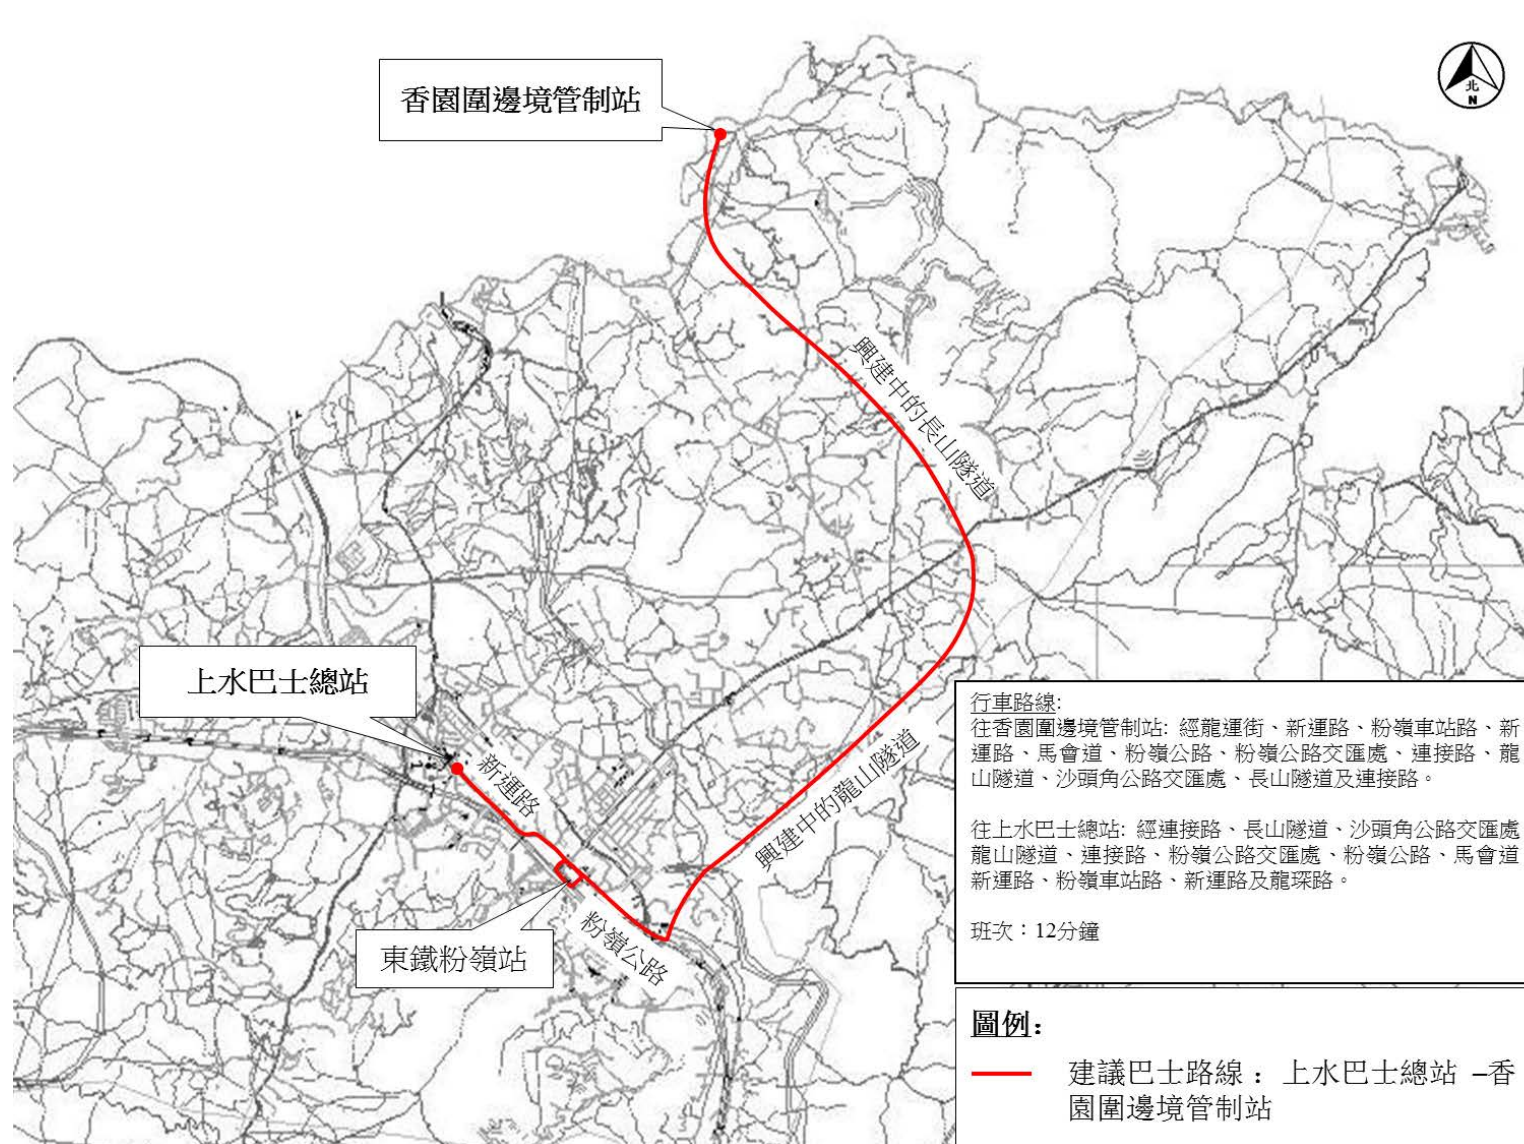 北
N
香園圍邊境管制站
興建中的長山隧道
上水巴士總站
新運路
興建中的龍山隧道
東鐵粉嶺站
粉嶺公路
行車路線:
往香園圍邊境管制站: 經龍運街、新運路、粉嶺車站路、新
運路、馬會道、粉嶺公路、粉嶺公路交匯處、連接路、龍
山隧道、沙頭角公路交匯處、長山隧道及連接路。
往上水巴士總站: 經連接路、長山隧道、沙頭角公路交匯處
龍山隧道、連接路、粉嶺公路交匯處、粉嶺公路、馬會道
新運路、粉嶺車站路、新運路及龍琛路。
班次：12分鐘
圖例：
建議巴士路線： 上水巴士總站 –香
園圍邊境管制站